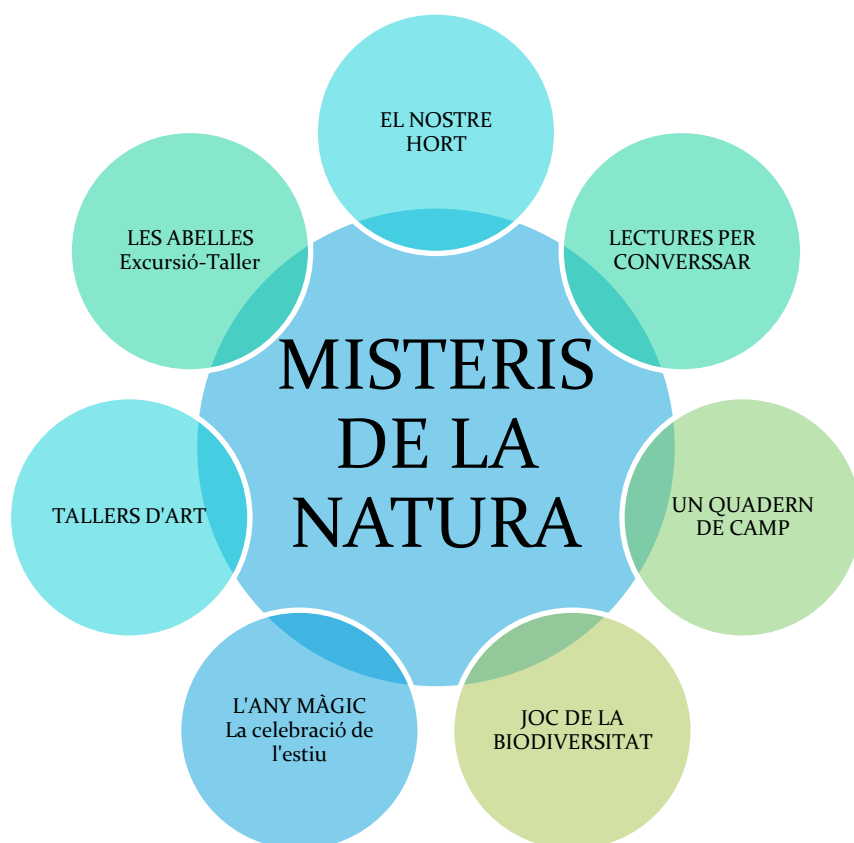 EL NOSTRE
HORT
LECTURES PER
CONVERSSAR
UN QUADERN
DE CAMP
JOC DE LA
BIODIVERSITAT
L'ANY MÀGIC
La celebració de
l'estiu
TALLERS D'ART
LES ABELLES
Excursió-Taller
MISTERIS
DE LA
NATURA